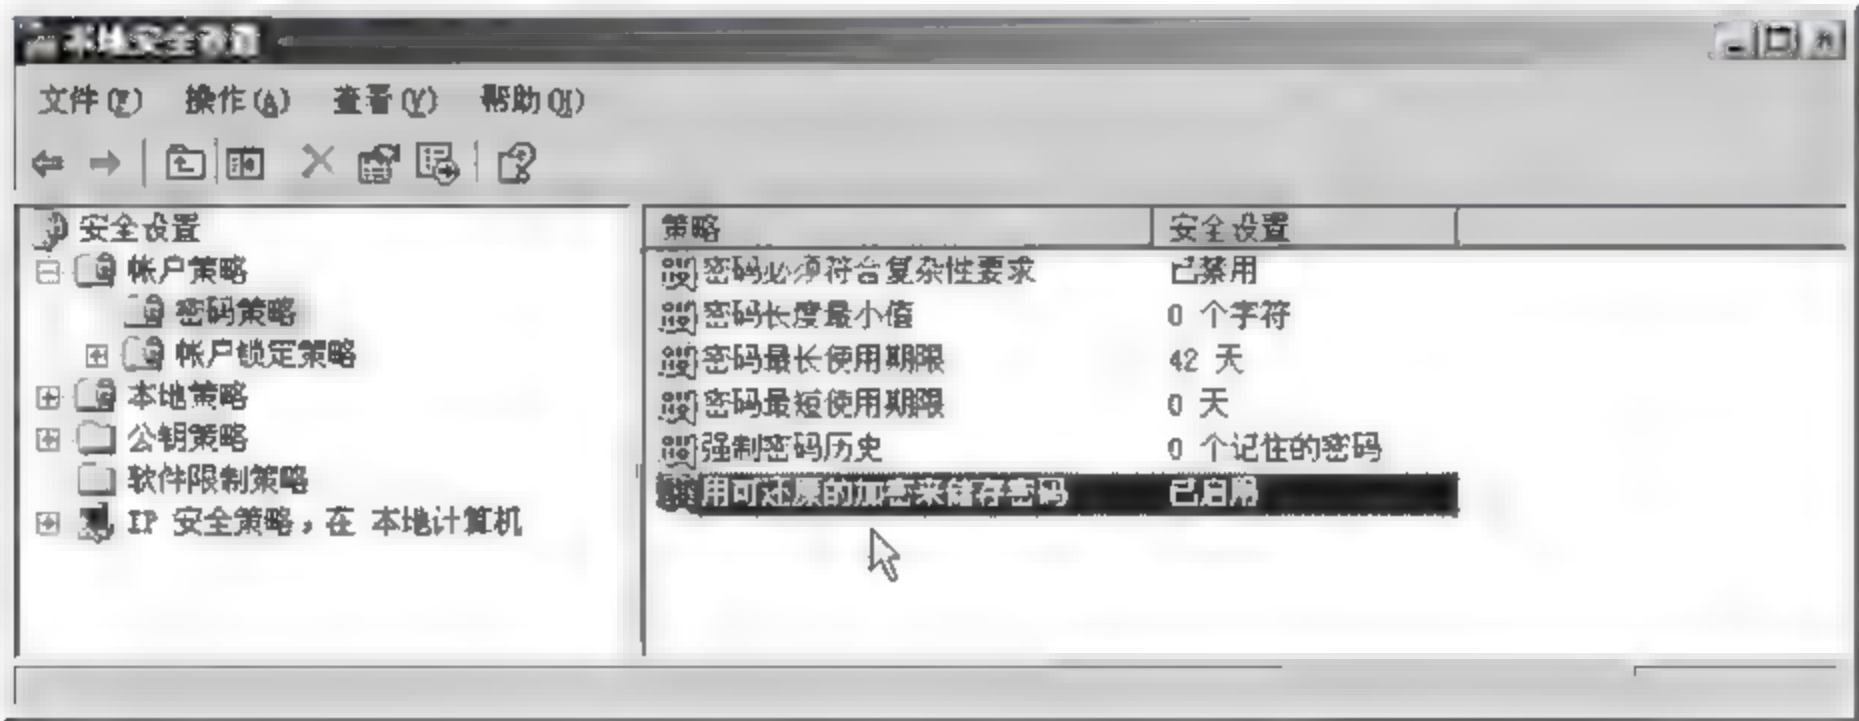 本地安全设置
文件(F) 操作(A) 查看(V) 帮助(H)
安全设置
帐户策略
密码策略
帐户锁定策略
本地策略
公钥策略
软件限制策略
IP 安全策略，在 本地计算机
策略 安全设置
密码必须符合复杂性要求 已禁用
密码长度最小值 0 个字符
密码最长使用期限 42 天
密码最短使用期限 0 天
强制密码历史 0 个记住的密码
用可还原的加密来储存密码 已启用